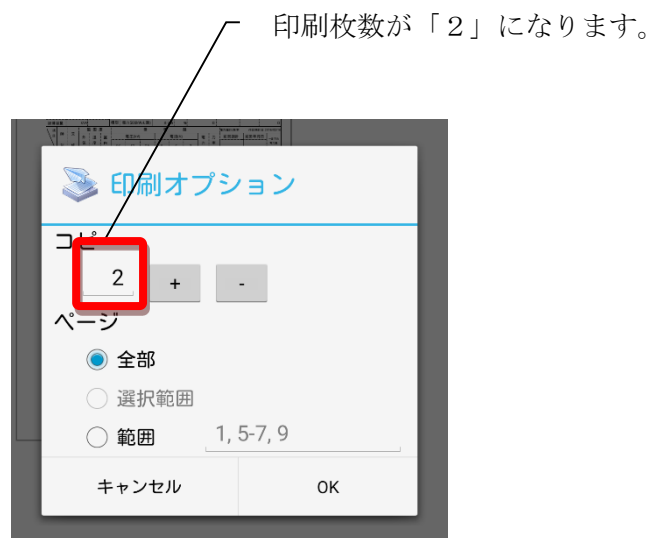 印刷枚数が「２」になります。
印刷オプション
コピ
2 + -
ページ
全部
選択範囲
範囲 1, 5-7, 9
キャンセル OK